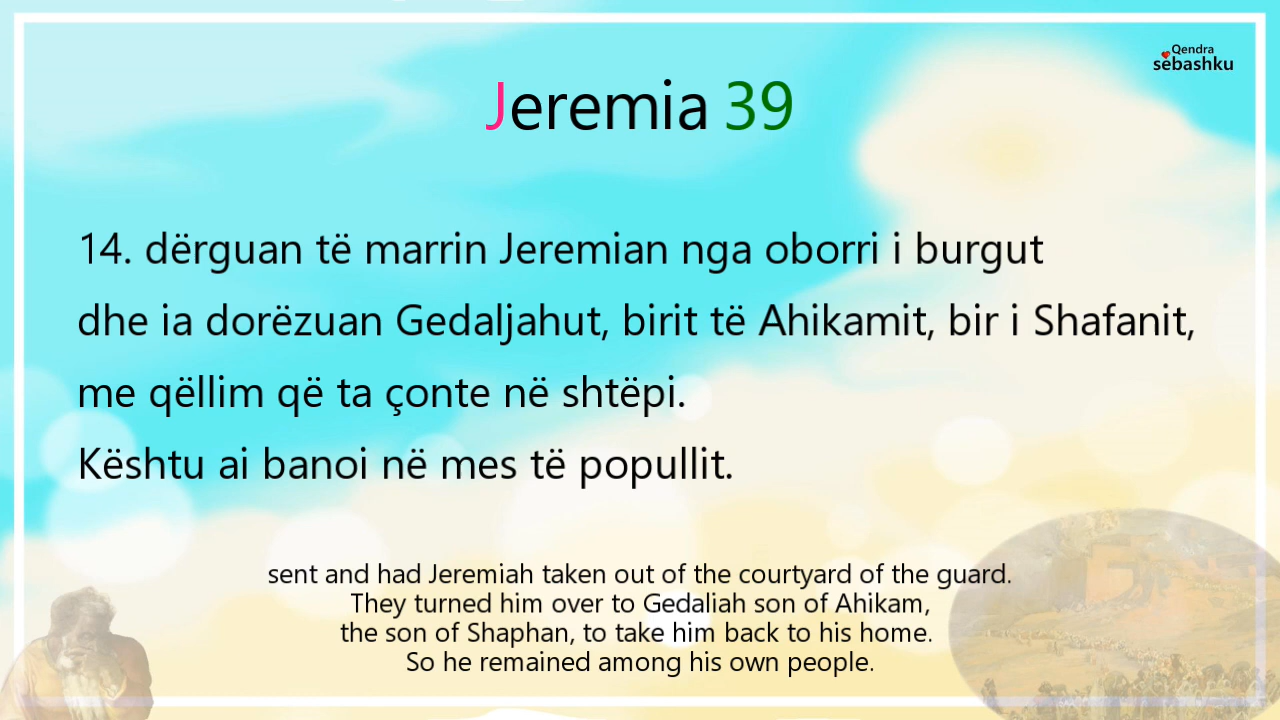 Qendra
sëbashku
Jeremia 39
14. dërguan të marrin Jeremian nga oborri i burgut
dhe ia dorëzuan Gedaljahut, birit të Ahikamit, bir i Shafanit,
me qëllim që ta çonte në shtëpi.
Kështu ai banoi në mes të popullit.
sent and had Jeremiah taken out of the courtyard of the guard.
They turned him over to Gedaliah son of Ahikam,
the son of Shaphan, to take him back to his home.
So he remained among his own people.